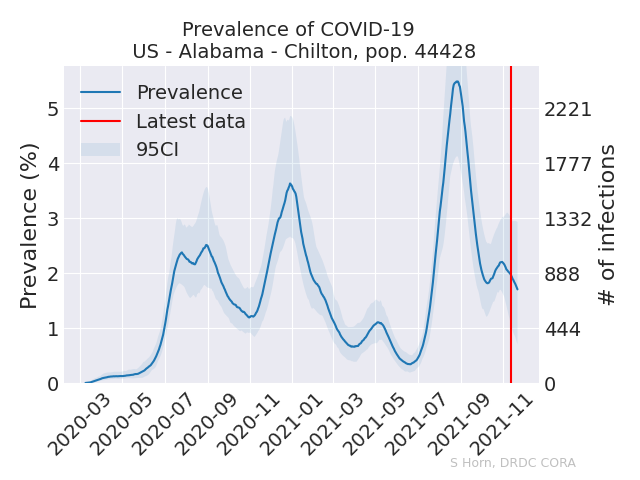 Prevalence of COVID-19
US - Alabama - Chilton, pop. 44428
Prevalence
Latest data
95CI
Prevalence (%)
5
4
3
2
1
0
2221
1777
1332
888
444
0
# of infections
2020-03
2020-05
2020-07
2020-09
2020-11
2021-01
2021-03
2021-05
2021-07
2021-09
2021-11
S Horn, DRDC CORA